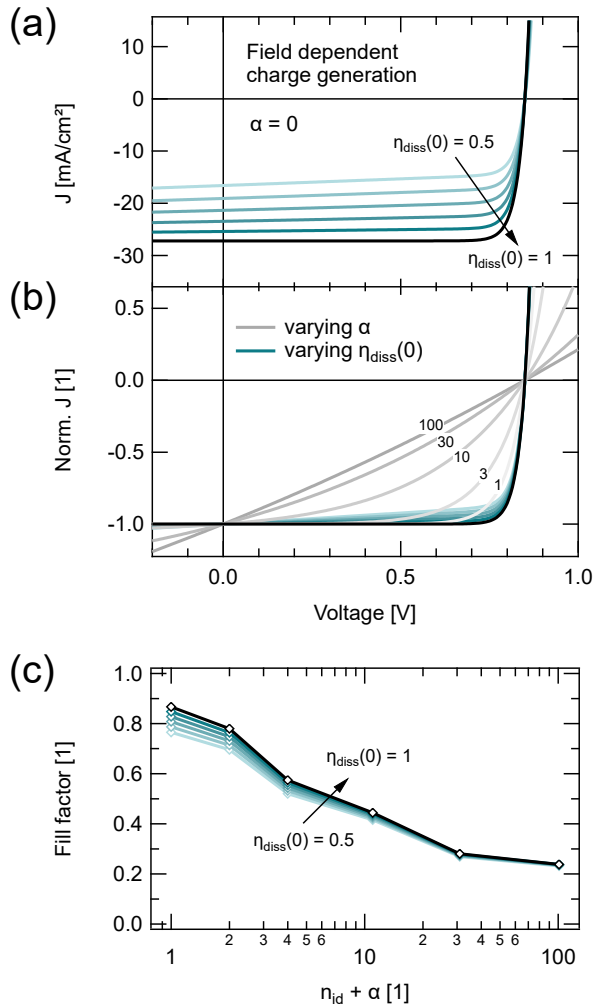 (a)
10
0
-10
-20
-30
J [mA/cm²]
Field dependent
charge generation
α = 0
ηdiss(0) = 0.5
ηdiss(0) = 1
(b)
0.5
0.0
-0.5
-1.0
Norm. J [1]
varying α
varying ηdiss(0)
100
30
10
3
1
0.0
0.5
1.0
Voltage [V]
(c)
1.0
0.8
0.6
0.4
0.2
0.0
Fill factor [1]
ηdiss(0) = 1
ηdiss(0) = 0.5
1
2
3
4
5
6
10
2
3
4
5
6
100
nid + α [1]